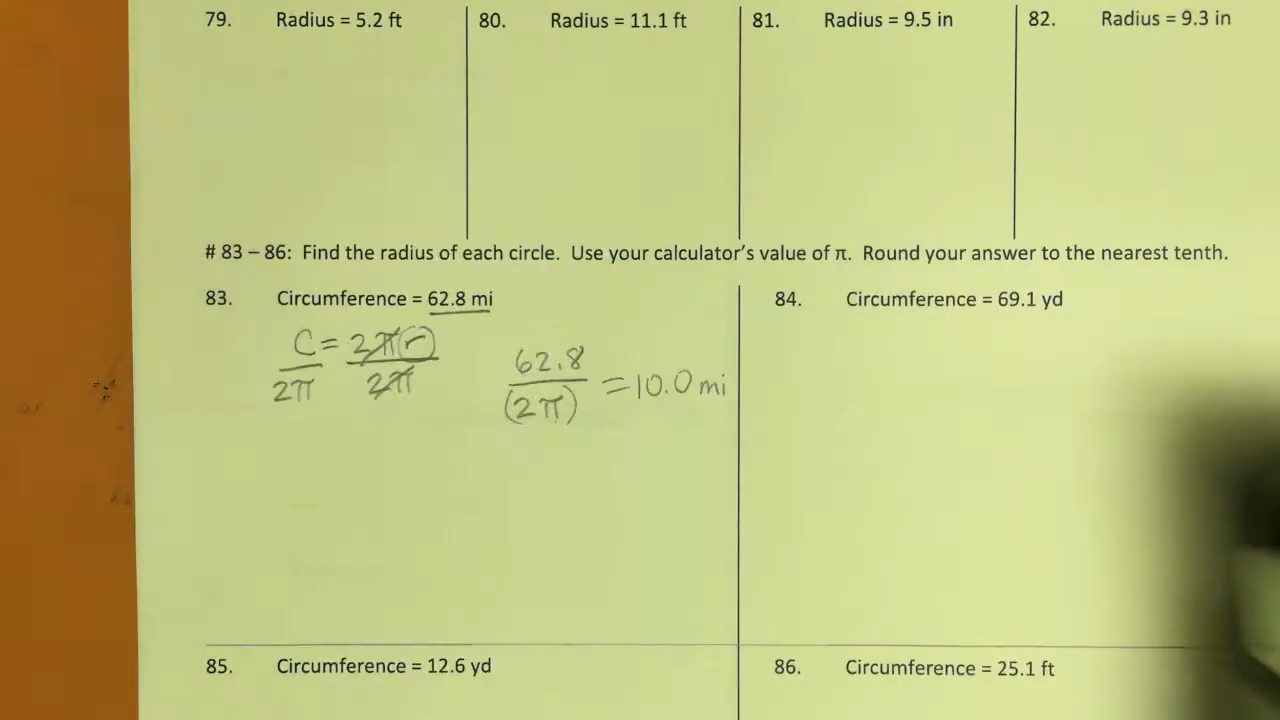 79. Radius = 5.2 ft 80. Radius = 11.1 ft 81. Radius = 9.5 in 82. Radius = 9.3 in
# 83 – 86: Find the radius of each circle. Use your calculator's value of π. Round your answer to the nearest tenth.
83. Circumference = 62.8 mi 84. Circumference = 69.1 yd
C = 2π(r)
2π 2π
62.8
(2π) = 10.0 mi
85. Circumference = 12.6 yd 86. Circumference = 25.1 ft